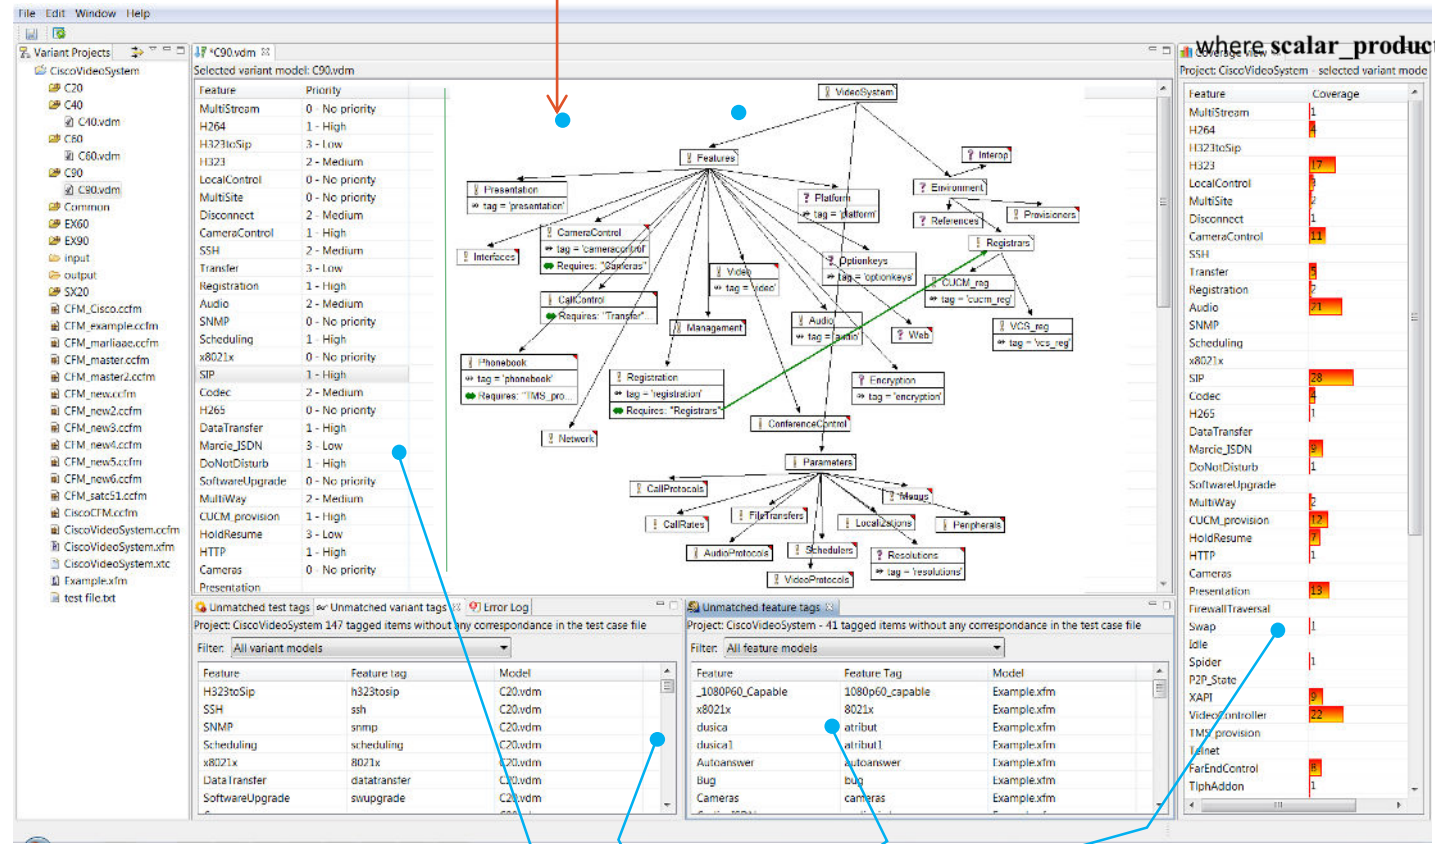 File Edit Window Help
Variant Projects
CiscoVideoSystem
C20
C40
C40.vdm
C60
C60.vdm
C90
C90.vdm
Common
EX60
EX90
input
output
SX20
CFM_Cisco.ccfm
CFM_example.ccfm
CFM_marliaae.ccfm
CFM_master.ccfm
CFM_master2.ccfm
CFM_new.ccfm
CFM_new2.ccfm
CFM_new3.ccfm
CFM_new4.ccfm
CFM_new5.ccfm
CFM_new6.ccfm
CFM_satc51.ccfm
CiscoCFM.ccfm
CiscoVideoSystem.ccfm
CiscoVideoSystem.xfm
CiscoVideoSystem.xtc
Example.xfm
test file.txt
*C90.vdm
Selected variant model: C90.vdm
Feature Priority
MultiStream 0 - No priority
H264 1 - High
H323toSip 3 - Low
H323 2 - Medium
LocalControl 0 - No priority
MultiSite 0 - No priority
Disconnect 2 - Medium
CameraControl 1 - High
SSH 2 - Medium
Transfer 3 - Low
Registration 1 - High
Audio 2 - Medium
SNMP 0 - No priority
Scheduling 1 - High
x8021x 0 - No priority
SIP 1 - High
Codec 2 - Medium
H265 0 - No priority
DataTransfer 1 - High
Marcie_ISDN 3 - Low
DoNotDisturb 1 - High
SoftwareUpgrade 0 - No priority
MultiWay 2 - Medium
CUCM_provision 1 - High
HoldResume 3 - Low
HTTP 1 - High
Cameras 0 - No priority
Presentation
! VideoSystem
! Features
? Interop
! Presentation
tag = 'presentation'
? Platform
tag = 'platform'
? Environment
? References
! Provisioners
! CameraControl
tag = 'cameracontrol'
Requires: "Cameras"
! Registrars
! Interfaces
! Video
tag = 'video'
? Optionkeys
tag = 'optionkeys'
! CUCM_reg
tag = 'cucm_reg'
! CallControl
Requires: "Transfer"...
! Management
! Audio
tag = 'audio'
? Web
! VCS_reg
tag = 'vcs_reg'
! Phonebook
tag = 'phonebook'
Requires: "TMS_pro...
! Registration
tag = 'registration'
Requires: "Registrars"
? Encryption
tag = 'encryption'
! ConferenceControl
! Network
! Parameters
! CallProtocols
! Menus
! CallRates
! FileTransfers
! Localizations
! Peripherals
! AudioProtocols
! Schedulers
? Resolutions
tag = 'resolutions'
! VideoProtocols
Unmatched test tags Unmatched variant tags Error Log
Project: CiscoVideoSystem 147 tagged items without any correspondance in the test case file
Filter: All variant models
Feature Feature tag Model
H323toSip h323tosip C20.vdm
SSH ssh C20.vdm
SNMP snmp C20.vdm
Scheduling scheduling C20.vdm
x8021x 8021x C20.vdm
DataTransfer datatransfer C20.vdm
SoftwareUpgrade swupgrade C20.vdm
Unmatched feature tags
Project: CiscoVideoSystem - 41 tagged items without any correspondance in the test case file
Filter: All feature models
Feature Feature Tag Model
_1080P60_Capable 1080p60_capable Example.xfm
x8021x 8021x Example.xfm
dusica atribut Example.xfm
dusica1 atribut1 Example.xfm
Autoanswer autoanswer Example.xfm
Bug bug Example.xfm
Cameras cameras Example.xfm
where scalar_product
Coverage view
Project: CiscoVideoSystem - selected variant mode
Feature Coverage
MultiStream 1
H264 4
H323toSip
H323 17
LocalControl 3
MultiSite 2
Disconnect 1
CameraControl 11
SSH
Transfer 5
Registration 2
Audio 21
SNMP
Scheduling
x8021x
SIP 28
Codec 4
H265 1
DataTransfer
Marcie_ISDN 9
DoNotDisturb 1
SoftwareUpgrade
MultiWay 2
CUCM_provision 12
HoldResume 7
HTTP 1
Cameras
Presentation 13
FirewallTraversal
Swap 1
Idle
Spider 1
P2P_State
XAPI 9
VideoController 22
TMS_provision
Telnet
FarEndControl 8
TlphAddon 1